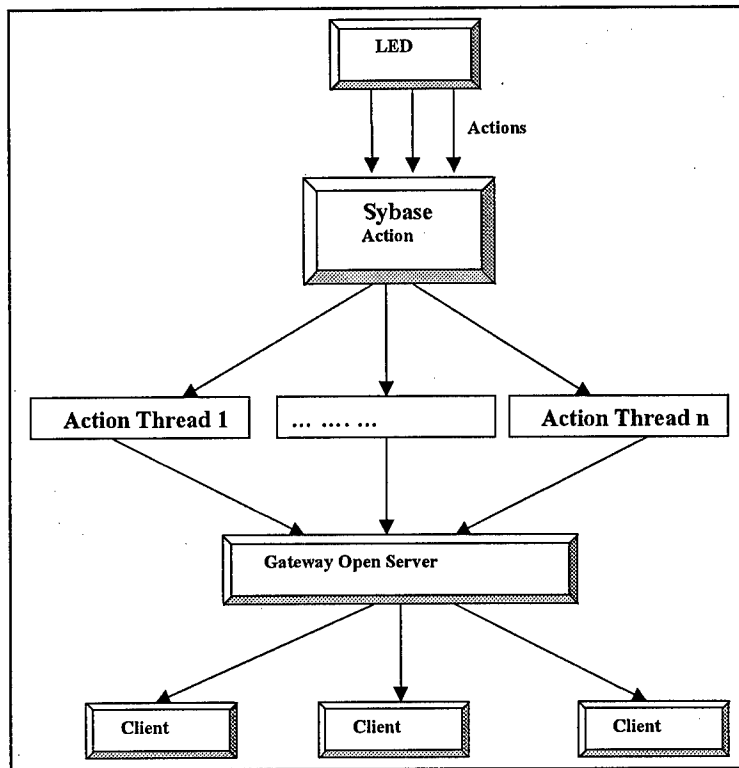 LED
Actions
Sybase
Action
Action Thread 1
... .... ...
Action Thread n
Gateway Open Server
Client
Client
Client